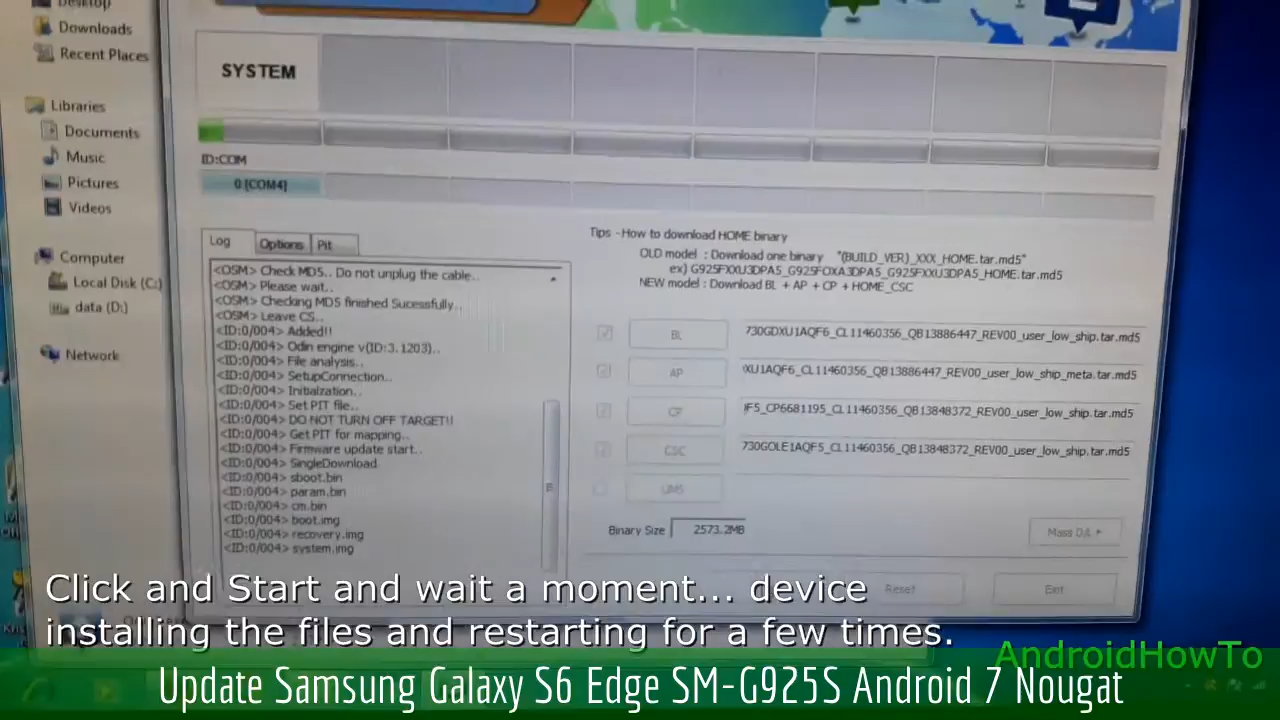 Desktop
Downloads
Recent Places
Libraries
Documents
Music
Pictures
Videos
Computer
Local Disk (C:)
data (D:)
Network
SYSTEM
ID:COM
0:[COM4]
Log
Options
Pit
<OSM> Check MD5.. Do not unplug the cable..
<OSM> Please wait..
<OSM> Checking MD5 finished Sucessfully..
<OSM> Leave CS..
<ID:0/004> Added!!
<ID:0/004> Odin engine v(ID:3.1203)..
<ID:0/004> File analysis..
<ID:0/004> SetupConnection..
<ID:0/004> Initialzation..
<ID:0/004> Set PIT file..
<ID:0/004> DO NOT TURN OFF TARGET!!
<ID:0/004> Get PIT for mapping..
<ID:0/004> Firmware update start..
<ID:0/004> SingleDownload.
<ID:0/004> sboot.bin
<ID:0/004> param.bin
<ID:0/004> cm.bin
<ID:0/004> boot.img
<ID:0/004> recovery.img
<ID:0/004> system.img
Tips - How to download HOME binary
OLD model : Download one binary "(BUILD_VER)_XXX_HOME.tar.md5"
ex) G925FXXU3DPA5_G925FOXA3DPA5_G925FXXU3DPA5_HOME.tar.md5
NEW model : Download BL + AP + CP + HOME_CSC
BL
730GDXU1AQF6_CL11460356_QB13886447_REV00_user_low_ship.tar.md5
AP
XU1AQF6_CL11460356_QB13886447_REV00_user_low_ship_meta.tar.md5
CP
F5_CP6681195_CL11460356_QB13848372_REV00_user_low_ship.tar.md5
CSC
730GOLE1AQF5_CL11460356_QB13848372_REV00_user_low_ship.tar.md5
UMS
Binary Size
2573.2MB
Mass D/L
Reset
Exit
Click and Start and wait a moment... device
installing the files and restarting for a few times.
AndroidHowTo
Update Samsung Galaxy S6 Edge SM-G925S Android 7 Nougat